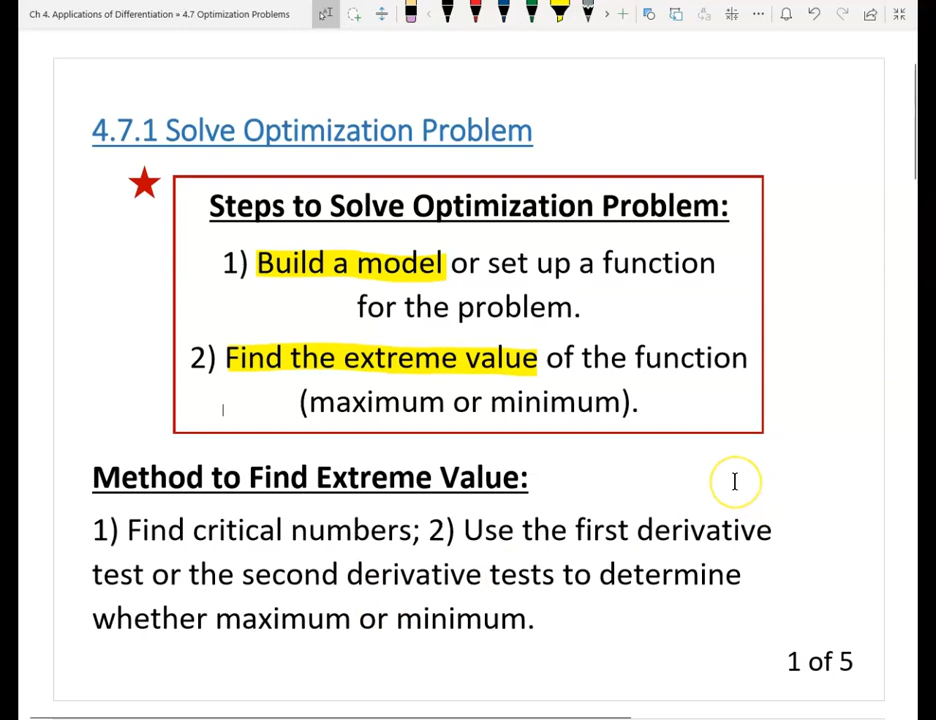 Ch 4. Applications of Differentiation » 4.7 Optimization Problems
4.7.1 Solve Optimization Problem
Steps to Solve Optimization Problem:
1) Build a model or set up a function
for the problem.
2) Find the extreme value of the function
(maximum or minimum).
Method to Find Extreme Value:
1) Find critical numbers; 2) Use the first derivative
test or the second derivative tests to determine
whether maximum or minimum.
1 of 5